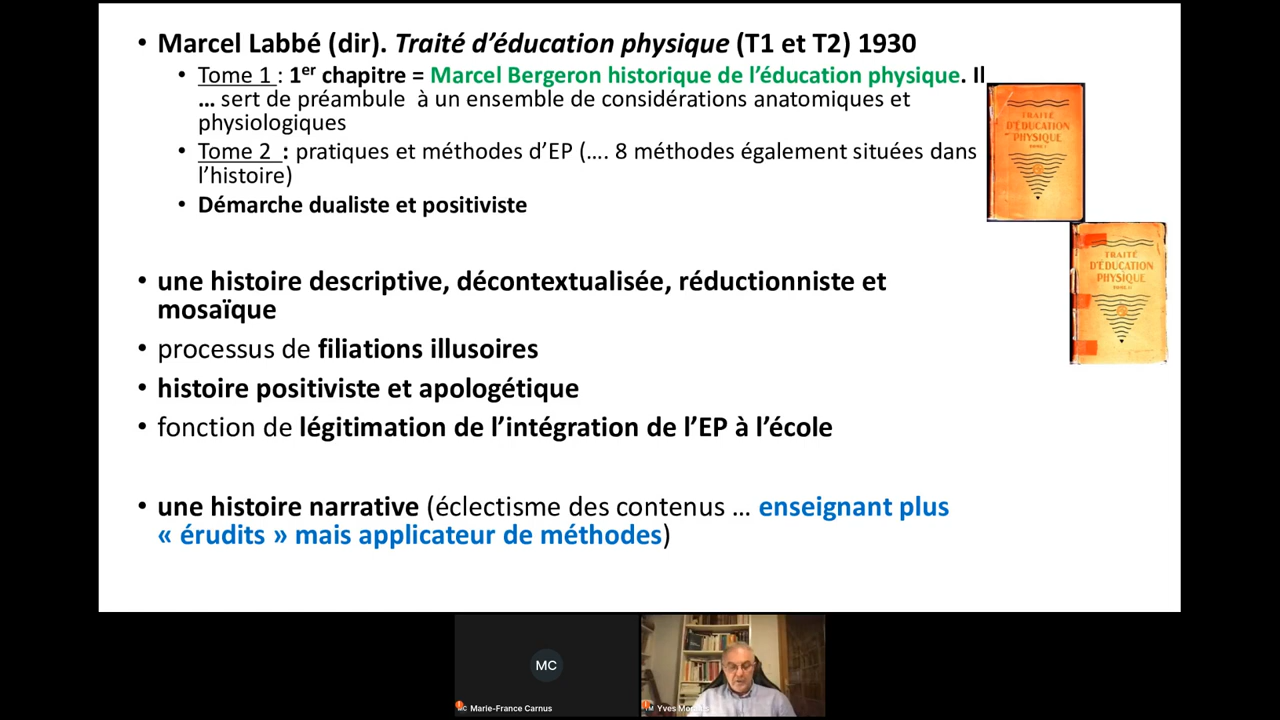 • Marcel Labbé (dir). Traité d’éducation physique (T1 et T2) 1930
• Tome 1 : 1er chapitre = Marcel Bergeron historique de l’éducation physique. Il
... sert de préambule à un ensemble de considérations anatomiques et
physiologiques
• Tome 2 : pratiques et méthodes d’EP (.... 8 méthodes également situées dans
l’histoire)
• Démarche dualiste et positiviste
TRAITÉ
D'ÉDUCATION
PHYSIQUE
TOME I
TRAITÉ
D'ÉDUCATION
PHYSIQUE
TOME II
• une histoire descriptive, décontextualisée, réductionniste et
mosaïque
• processus de filiations illusoires
• histoire positiviste et apologétique
• fonction de légitimation de l’intégration de l’EP à l’école
• une histoire narrative (éclectisme des contenus ... enseignant plus
« érudits » mais applicateur de méthodes)
MC
Marie-France Carnus
Yves